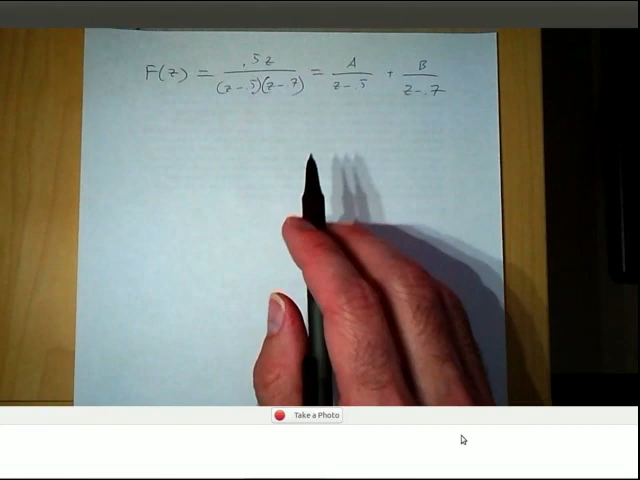 F(z) = .5z / (z-.5)(z-.7) = A / z-.5 + B / z-.7
Take a Photo